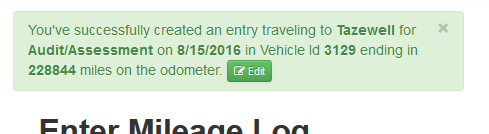 You've successfully created an entry traveling to Tazewell for ×
Audit/Assessment on 8/15/2016 in Vehicle Id 3129 ending in
228844 miles on the odometer. Edit
Enter Mileage Log